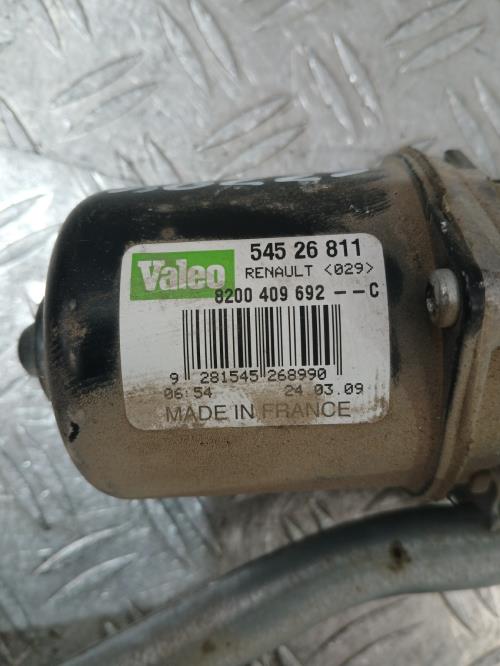 Valeo
545 26 811
RENAULT <029>
8200 409 692 -- C
9 281545 268990
06:54 24 03.09
MADE IN FRANCE